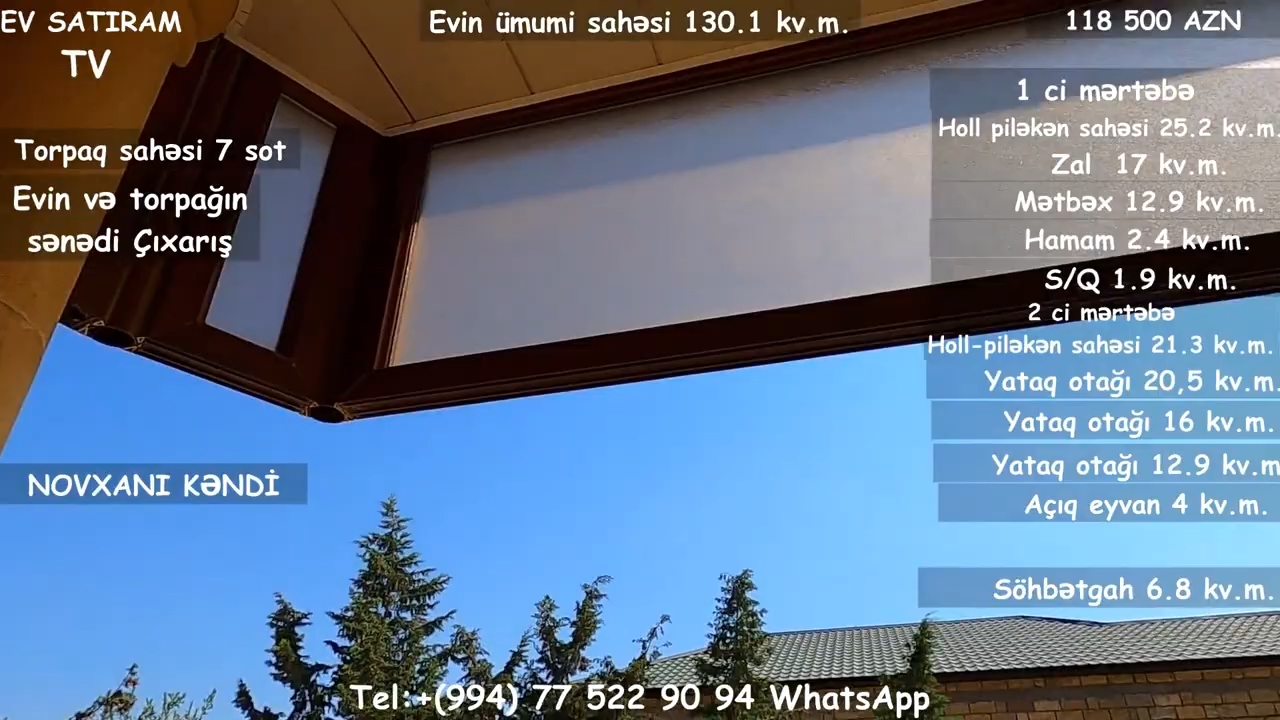 EV SATIRAM
TV
Evin ümumi sahəsi 130.1 kv.m.
118 500 AZN
Torpaq sahəsi 7 sot
Evin və torpağın
sənədi Çıxarış
NOVXANI KƏNDİ
1 ci mərtəbə
Holl piləkən sahəsi 25.2 kv.m.
Zal 17 kv.m.
Mətbəx 12.9 kv.m.
Hamam 2.4 kv.m.
S/Q 1.9 kv.m.
2 ci mərtəbə
Holl-piləkən sahəsi 21.3 kv.m.
Yataq otağı 20,5 kv.m.
Yataq otağı 16 kv.m.
Yataq otağı 12.9 kv.m
Açıq eyvan 4 kv.m.
Söhbətgah 6.8 kv.m.
Tel:+(994) 77 522 90 94 WhatsApp